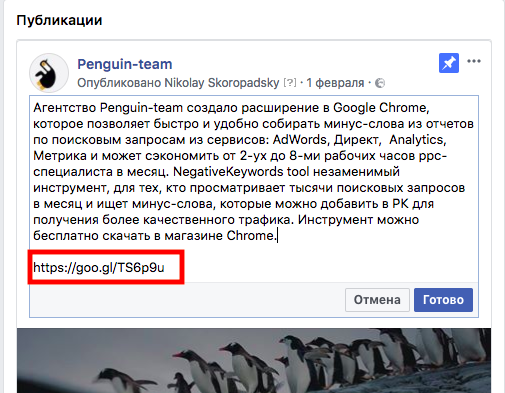 Публикации
Penguin-team
Опубликовано Nikolay Skoropadsky [?] · 1 февраля ·
Агентство Penguin-team создало расширение в Google Chrome,
которое позволяет быстро и удобно собирать минус-слова из отчетов
по поисковым запросам из сервисов: AdWords, Директ,  Analytics,
Метрика и может сэкономить от 2-ух до 8-ми рабочих часов ppc-
специалиста в месяц. NegativeKeywords tool незаменимый
инструмент, для тех, кто просматривает тысячи поисковых запросов
в месяц и ищет минус-слова, которые можно добавить в РК для
получения более качественного трафика. Инструмент можно
бесплатно скачать в магазине Chrome.
https://goo.gl/TS6p9u
Отмена
Готово